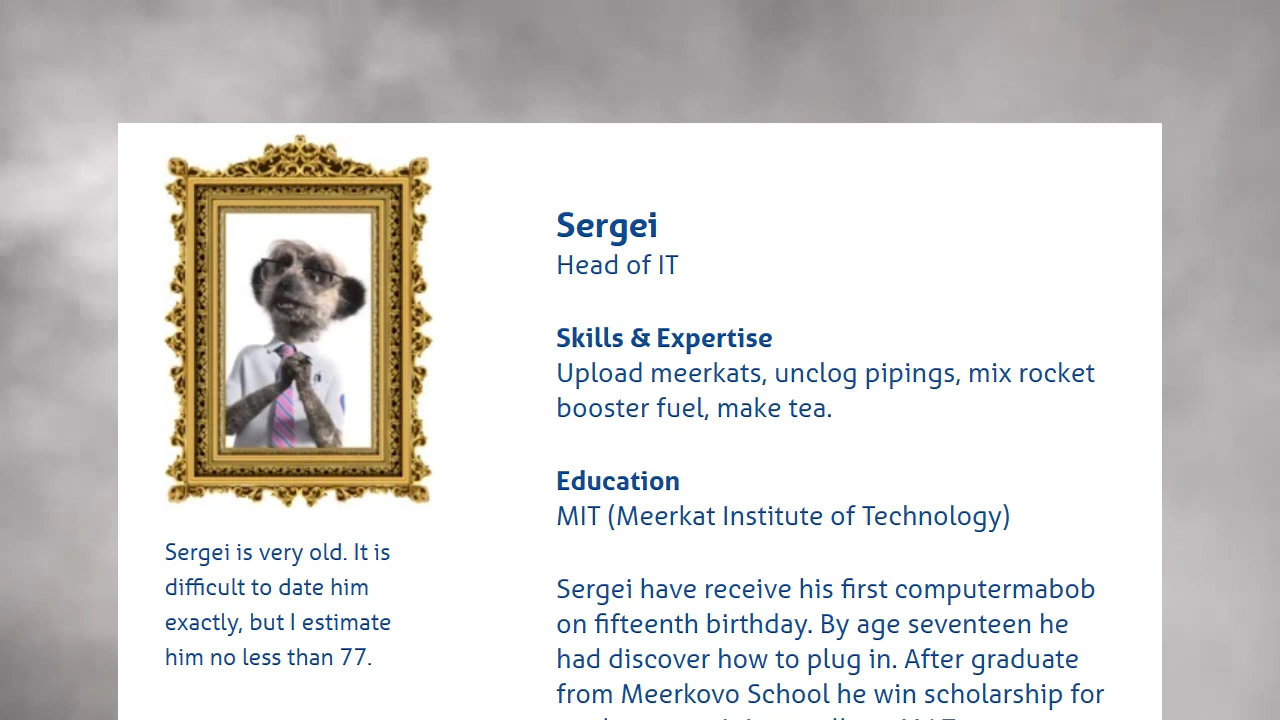 Sergei
Head of IT
Skills & Expertise
Upload meerkats, unclog pipings, mix rocket
booster fuel, make tea.
Education
MIT (Meerkat Institute of Technology)
Sergei have receive his first computermabob
on fifteenth birthday. By age seventeen he
had discover how to plug in. After graduate
from Meerkovo School he win scholarship for
Sergei is very old. It is
difficult to date him
exactly, but I estimate
him no less than 77.